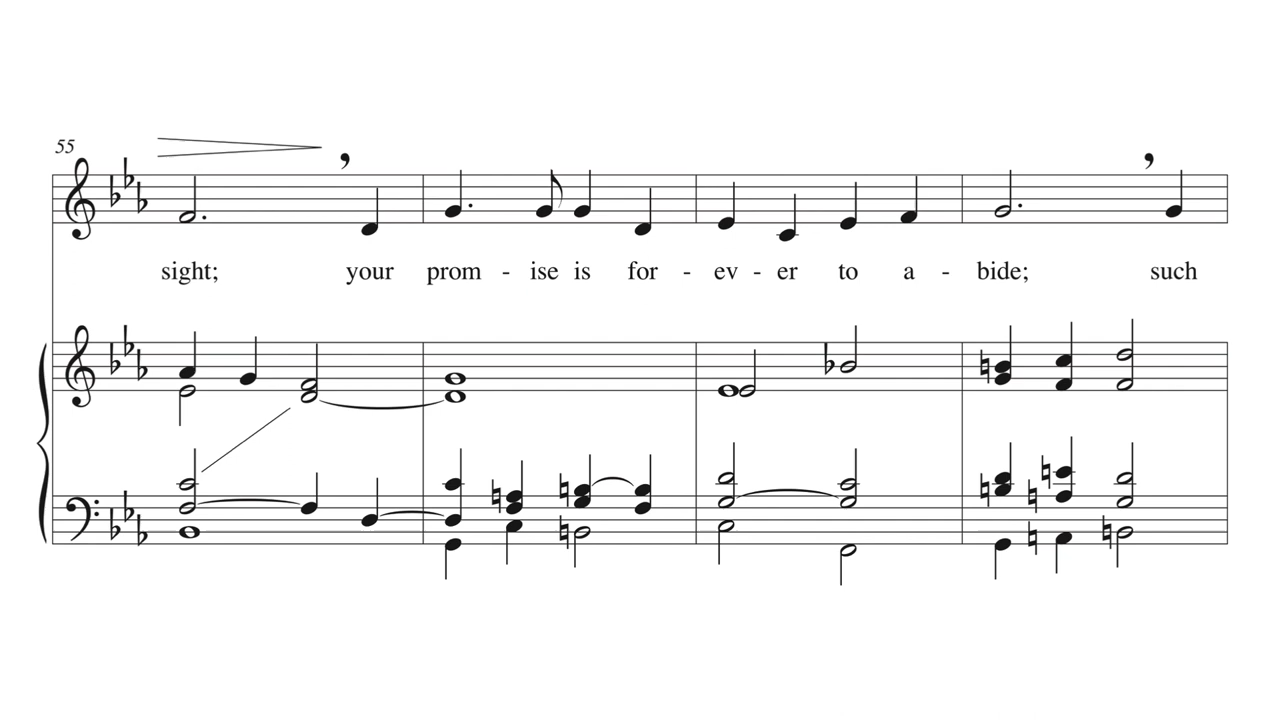 55
sight; your prom - ise is for - ev - er to a - bide; such